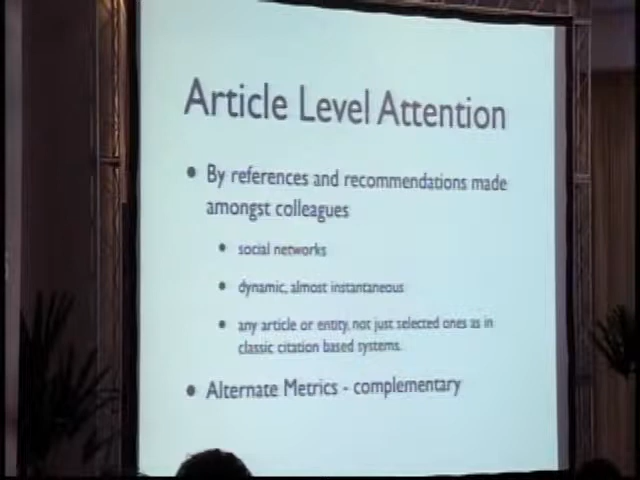 Article Level Attention
• By references and recommendations made
amongst colleagues
• social networks
• dynamic, almost instantaneous
• any article or entity, not just selected ones as in
classic citation based systems.
• Alternate Metrics - complementary